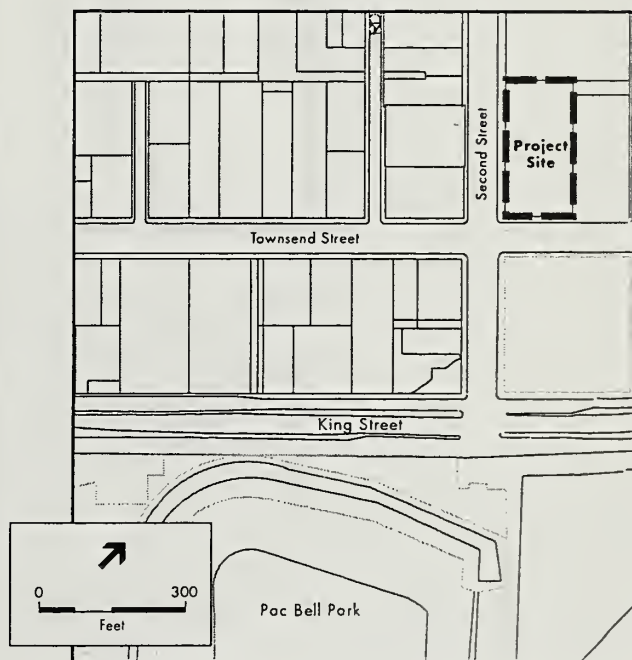 Second Street
Project
Site
Townsend Street
King Street
0 300
Feet
Pac Bell Park